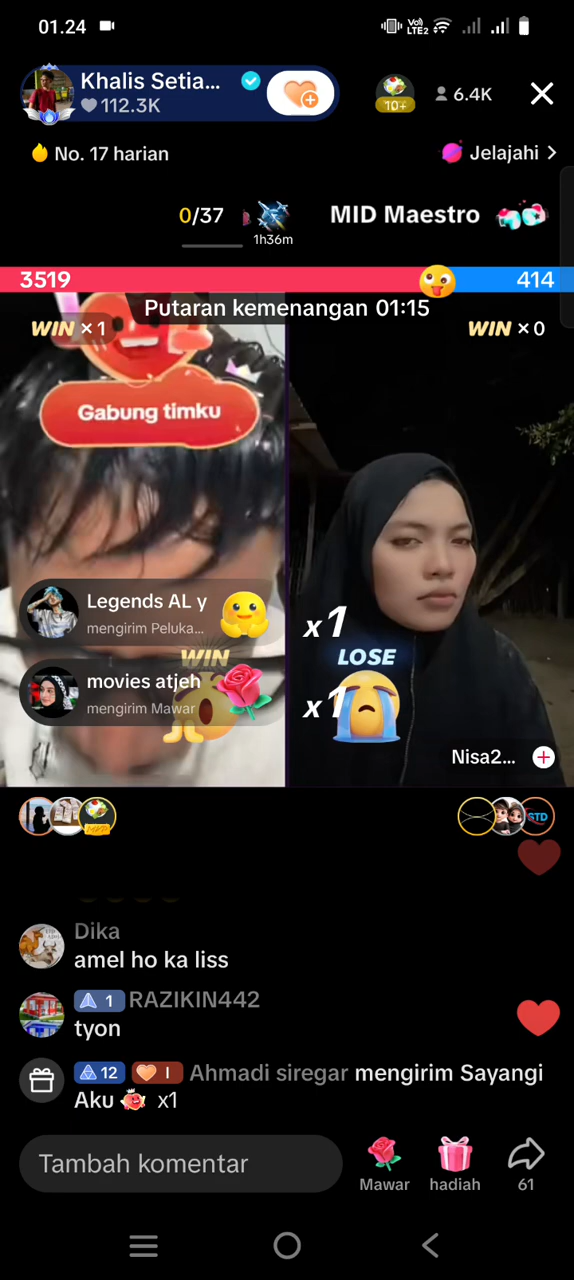 01.24
Vo)
LTE2
Khalis Setia...
112.3K
10+
6.4K
No. 17 harian
Jelajahi >
0/37
1h36m
MID Maestro
3519
414
Putaran kemenangan 01:15
WIN × 1
WIN × 0
Gabung timku
Legends AL y
mengirim Peluka...
x1
WIN
LOSE
movies atjeh
mengirim Mawar
x1
Nisa2...
STD
Dika
amel ho ka liss
1 RAZIKIN442
tyon
12 I Ahmadi siregar mengirim Sayangi
Aku x1
Tambah komentar
Mawar
hadiah
61